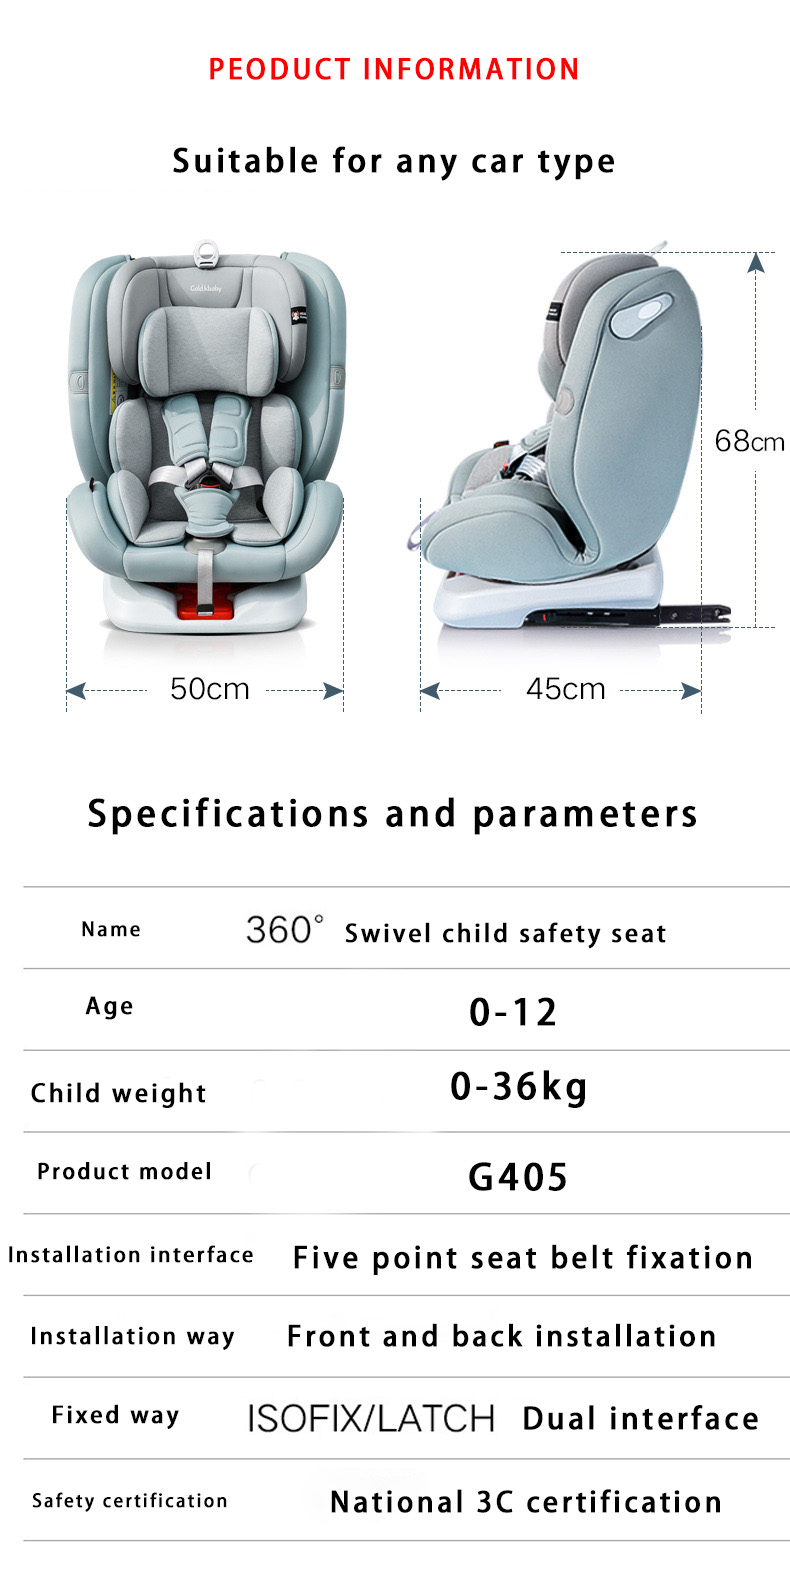 PEODUCT INFORMATION
Suitable for any car type
68cm
50cm
45cm
Specifications and parameters
Name 360° Swivel child safety seat
Age 0-12
Child weight 0-36kg
Product model G405
Installation interface Five point seat belt fixation
Installation way Front and back installation
Fixed way ISOFIX/LATCH Dual interface
Safety certification National 3C certification